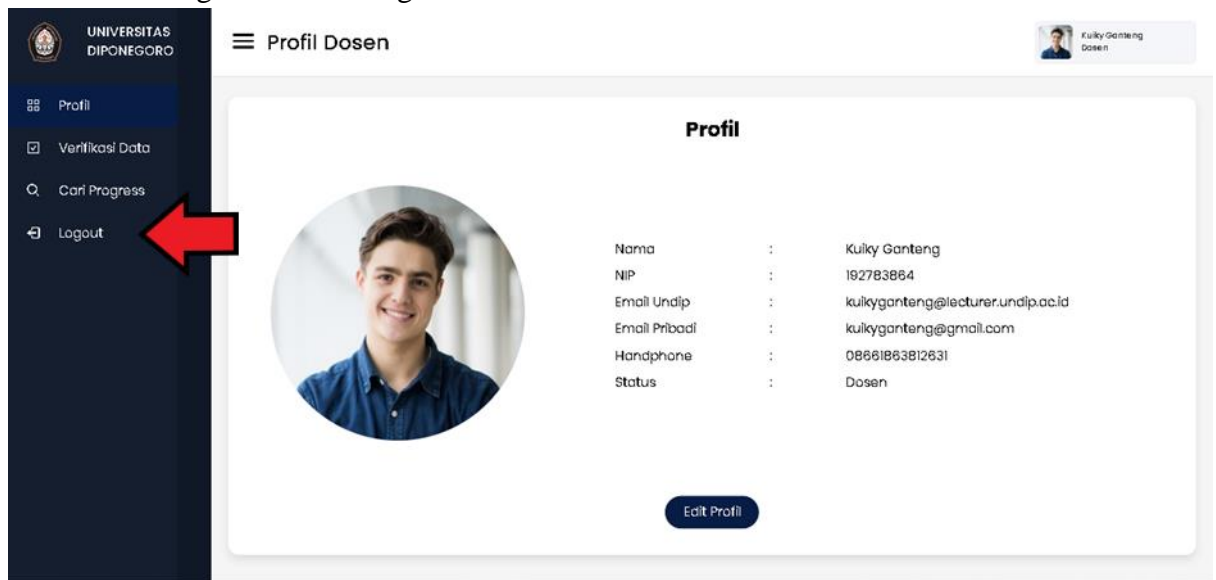 UNIVERSITAS
DIPONEGORO
Profil Dosen
Kuiky Ganteng
Dosen
Profil
Verifikasi Data
Cari Progress
Logout
Profil
Nama : Kuiky Ganteng
NIP : 192783864
Email Undip : kuikyganteng@lecturer.undip.ac.id
Email Pribadi : kuikyganteng@gmail.com
Handphone : 08661863812631
Status : Dosen
Edit Profil